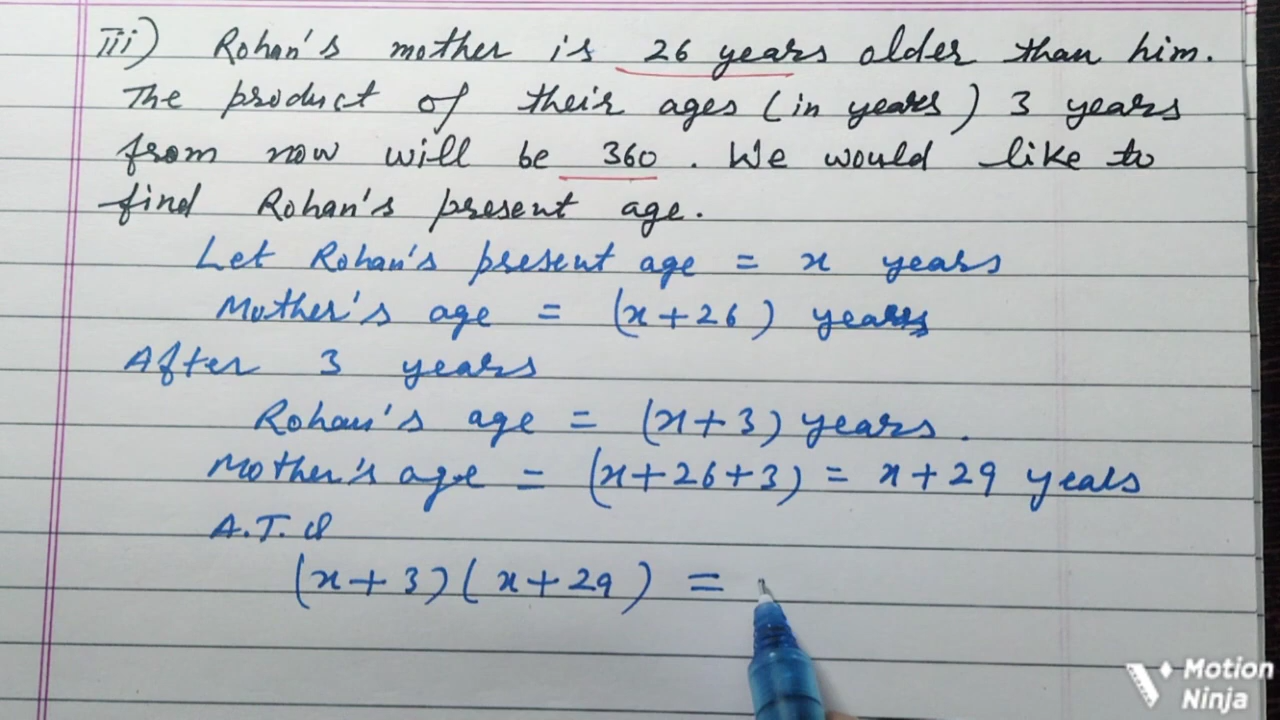 iii) Rohan's mother is 26 years older than him.
The product of their ages (in years) 3 years
from now will be 360. We would like to
find Rohan's present age.
Let Rohan's present age = x years
Mother's age = (x+26) years
After 3 years
Rohan's age = (x+3) years.
Mother's age = (x+26+3) = x+29 years
A.T.Q
(x+3)(x+29) =
Motion
Ninja